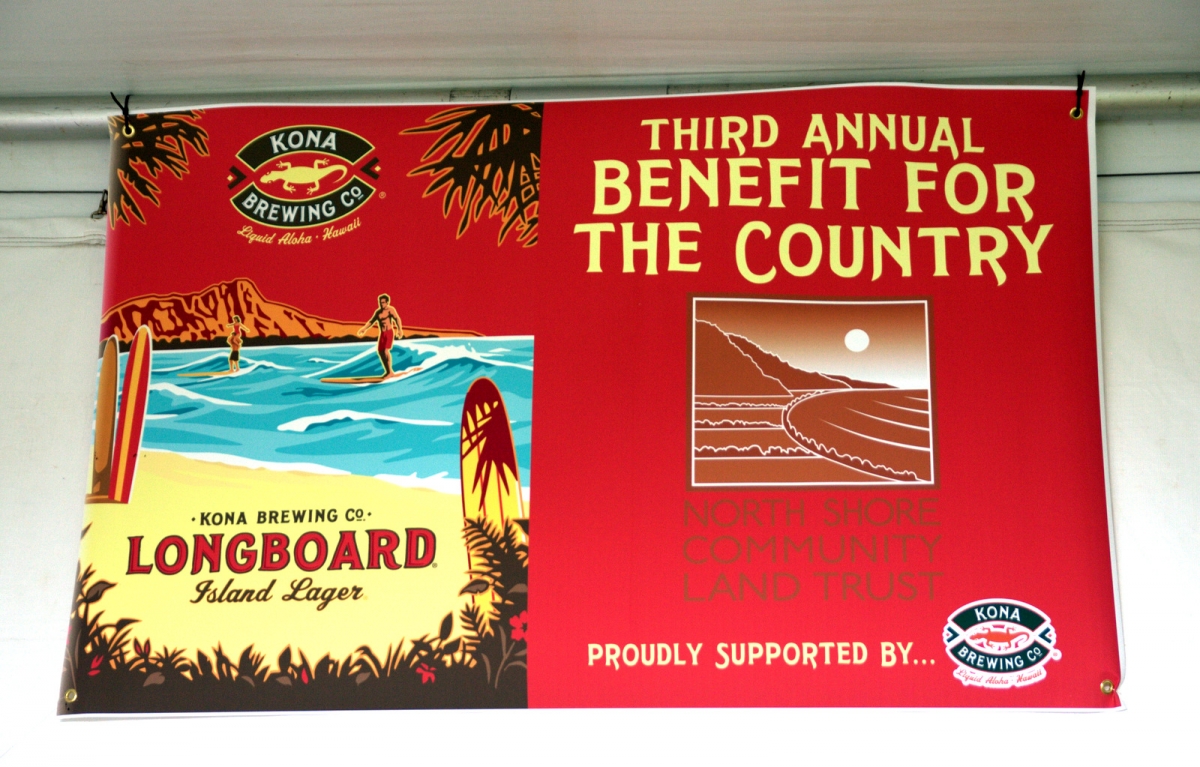 KONA
BREWING Co.
Liquid Aloha · Hawaii
· KONA BREWING Co. ·
LONGBOARD
Island Lager
THIRD ANNUAL
BENEFIT FOR
THE COUNTRY
NORTH SHORE
COMMUNITY
LAND TRUST
PROUDLY SUPPORTED BY...
KONA
BREWING Co.
Liquid Aloha · Hawaii